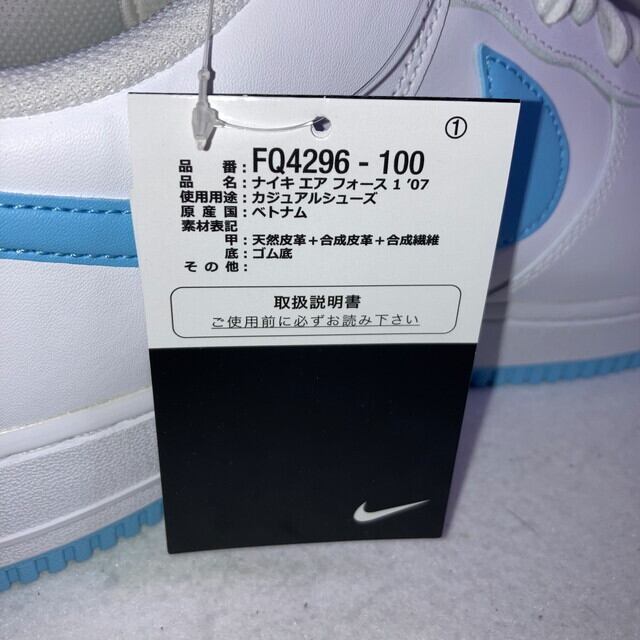 ①
品番：FQ4296 - 100
品名：ナイキ エア フォース 1 ’07
使用用途：カジュアルシューズ
原産国：ベトナム
素材表記
甲：天然皮革＋合成皮革＋合成繊維
底：ゴム底
その他：
取扱説明書
ご使用前に必ずお読み下さい